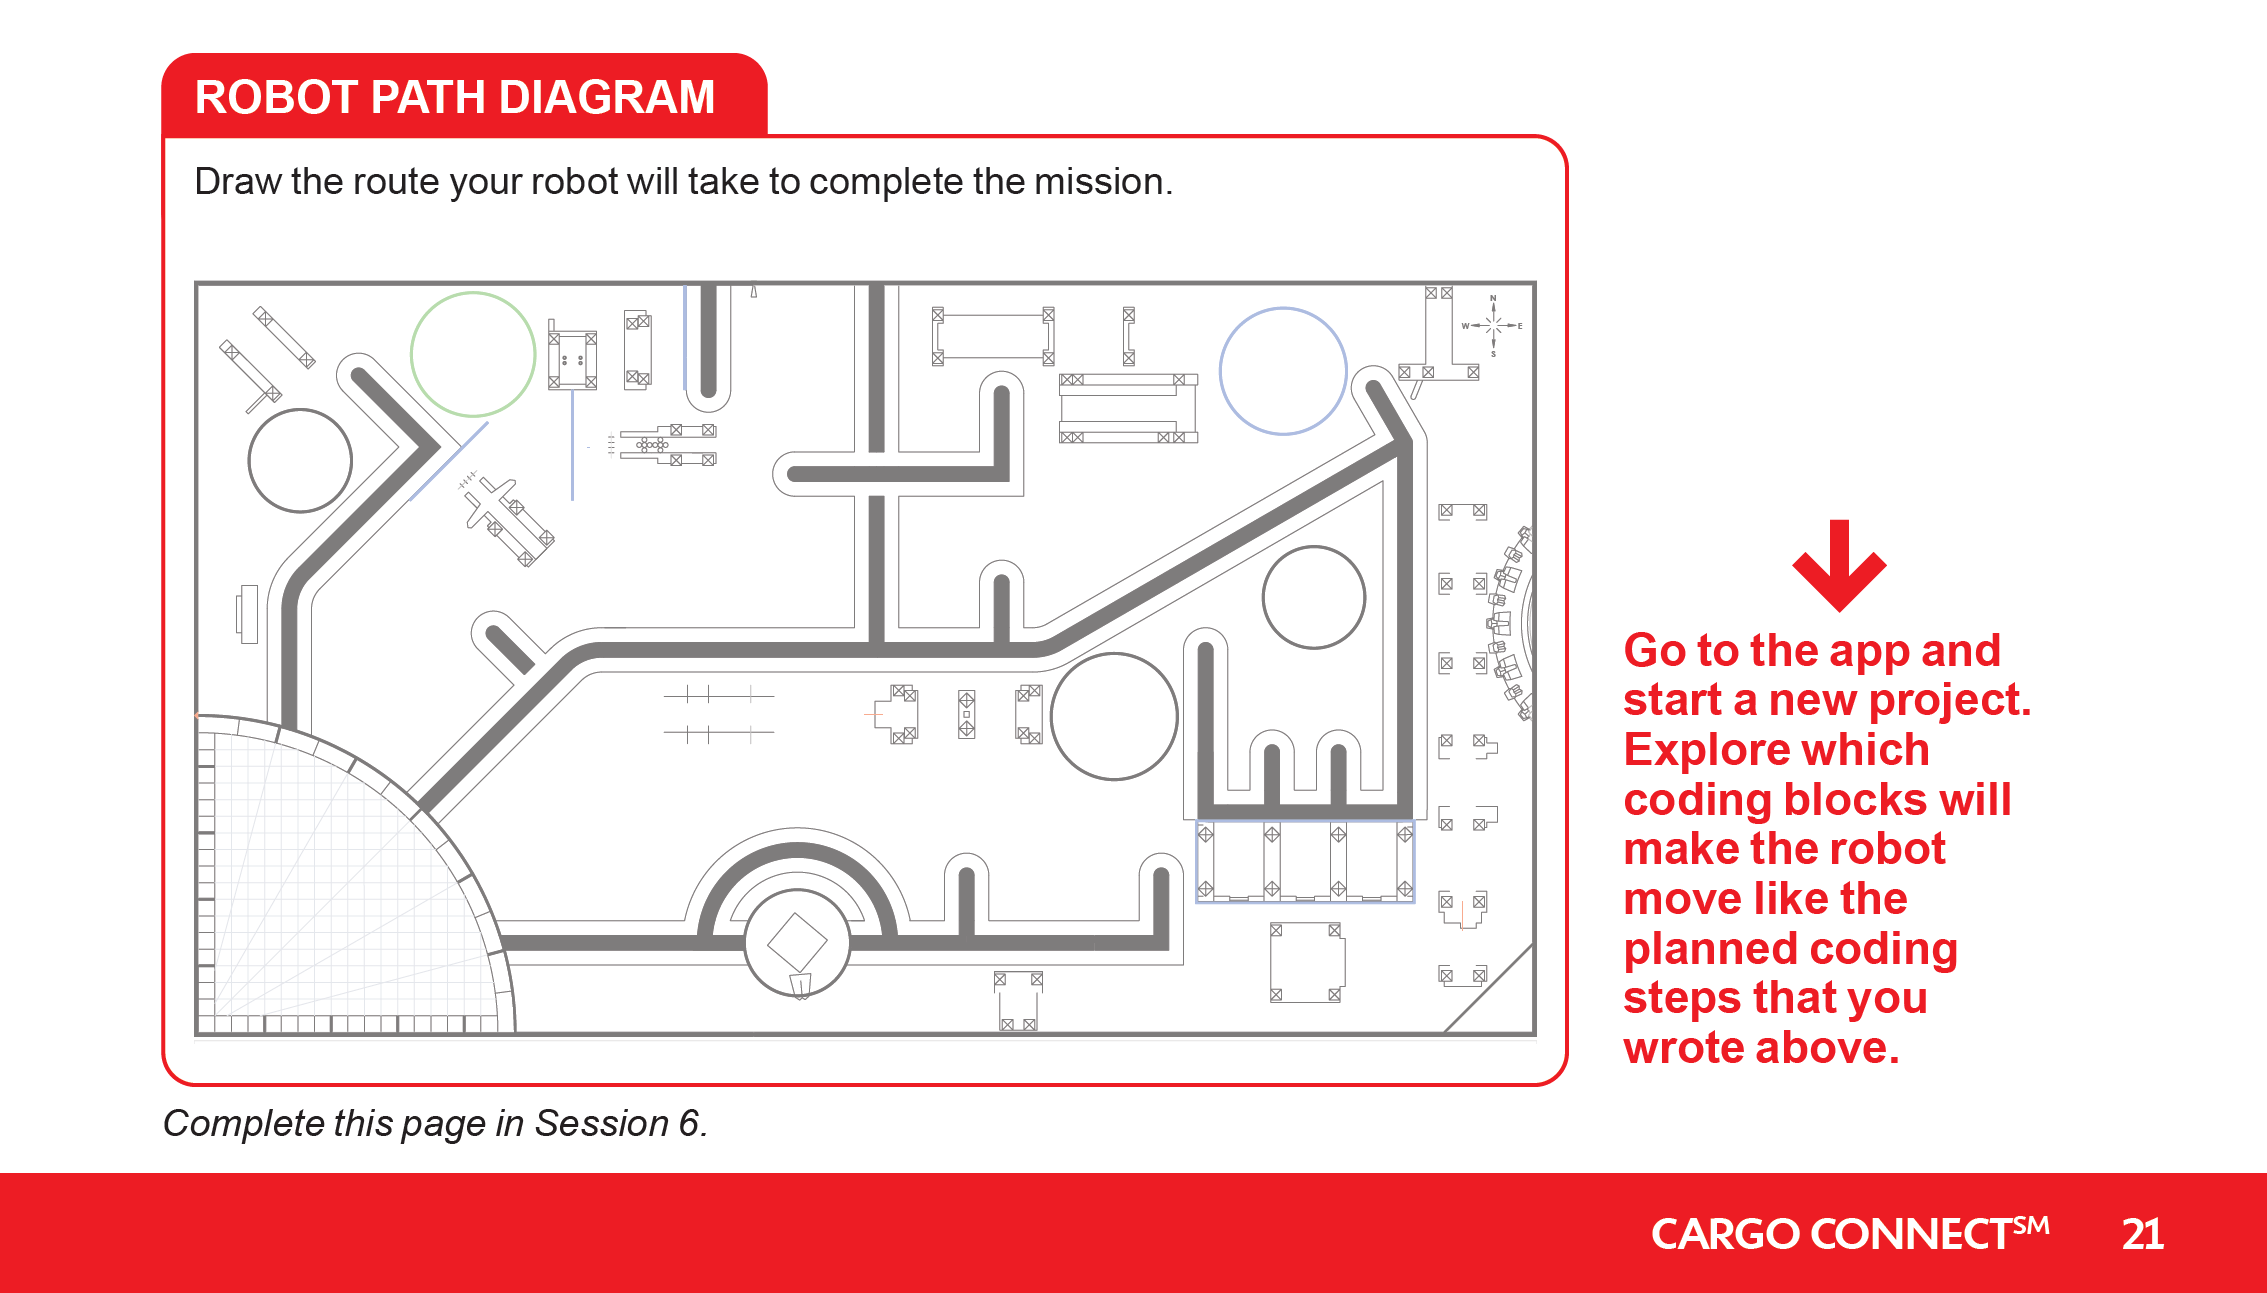 ROBOT PATH DIAGRAM
Draw the route your robot will take to complete the mission.
N
W E
S
Go to the app and
start a new project.
Explore which
coding blocks will
make the robot
move like the
planned coding
steps that you
wrote above.
Complete this page in Session 6.
CARGO CONNECT℠ 21